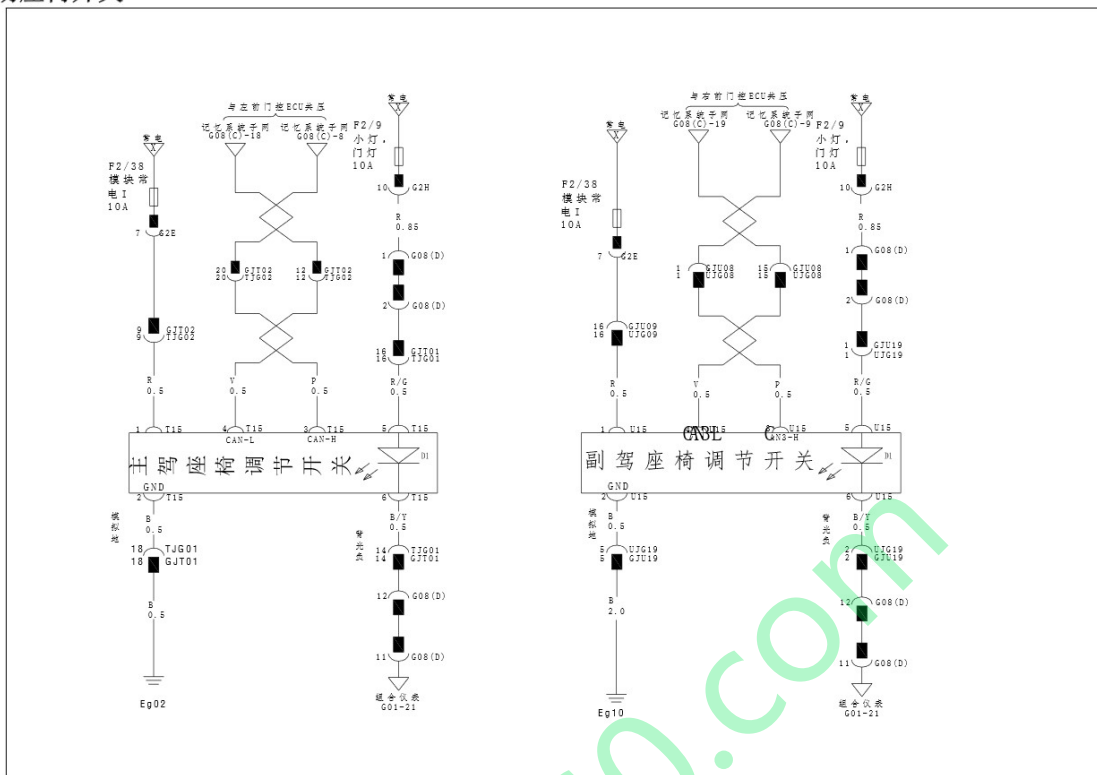 常电
X
F2/38
模块常
电I
10A
7 G2E
9 GJT02
9 TJG02
R
0.5
1 T15
与左前门控ECU共压
记忆系统子网
G08(C)-18
记忆系统子网
G08(C)-8
20 GJT02
20 TJG02
12 GJT02
12 TJG02
V
0.5
P
0.5
4 T15
CAN-L
3 T15
CAN-H
常电
X
F2/9
小灯,
门灯
10A
10 G2H
R
0.85
1 G08(D)
2 G08(D)
16 GJT01
16 TJG01
R/G
0.5
5 T15
主驾座椅调节开关
D1
GND
2 T15
模拟地
B
0.5
18 TJG01
18 GJT01
B
0.5
Eg02
6 T15
B/Y
0.5
背光负
14 TJG01
14 GJT01
12 G08(D)
11 G08(D)
组合仪表
G01-21
常电
X
F2/38
模块常
电I
10A
7 G2E
16 GJU09
16 UJG09
R
0.5
1 U15
与右前门控ECU共压
记忆系统子网
G08(C)-19
记忆系统子网
G08(C)-9
1 GJU08
1 UJG08
15 GJU08
15 UJG08
V
0.5
P
0.5
U15
CAN3-H
常电
X
F2/9
小灯,
门灯
10A
10 G2H
R
0.85
1 G08(D)
2 G08(D)
1 GJU19
1 UJG19
R/G
0.5
5 U15
副驾座椅调节开关
D1
GND
2 U15
模拟地
B
0.5
5 UJG19
5 GJU19
B
2.0
Eg10
6 U15
B/Y
0.5
背光负
2 UJG19
2 GJU19
12 G08(D)
11 G08(D)
组合仪表
G01-21